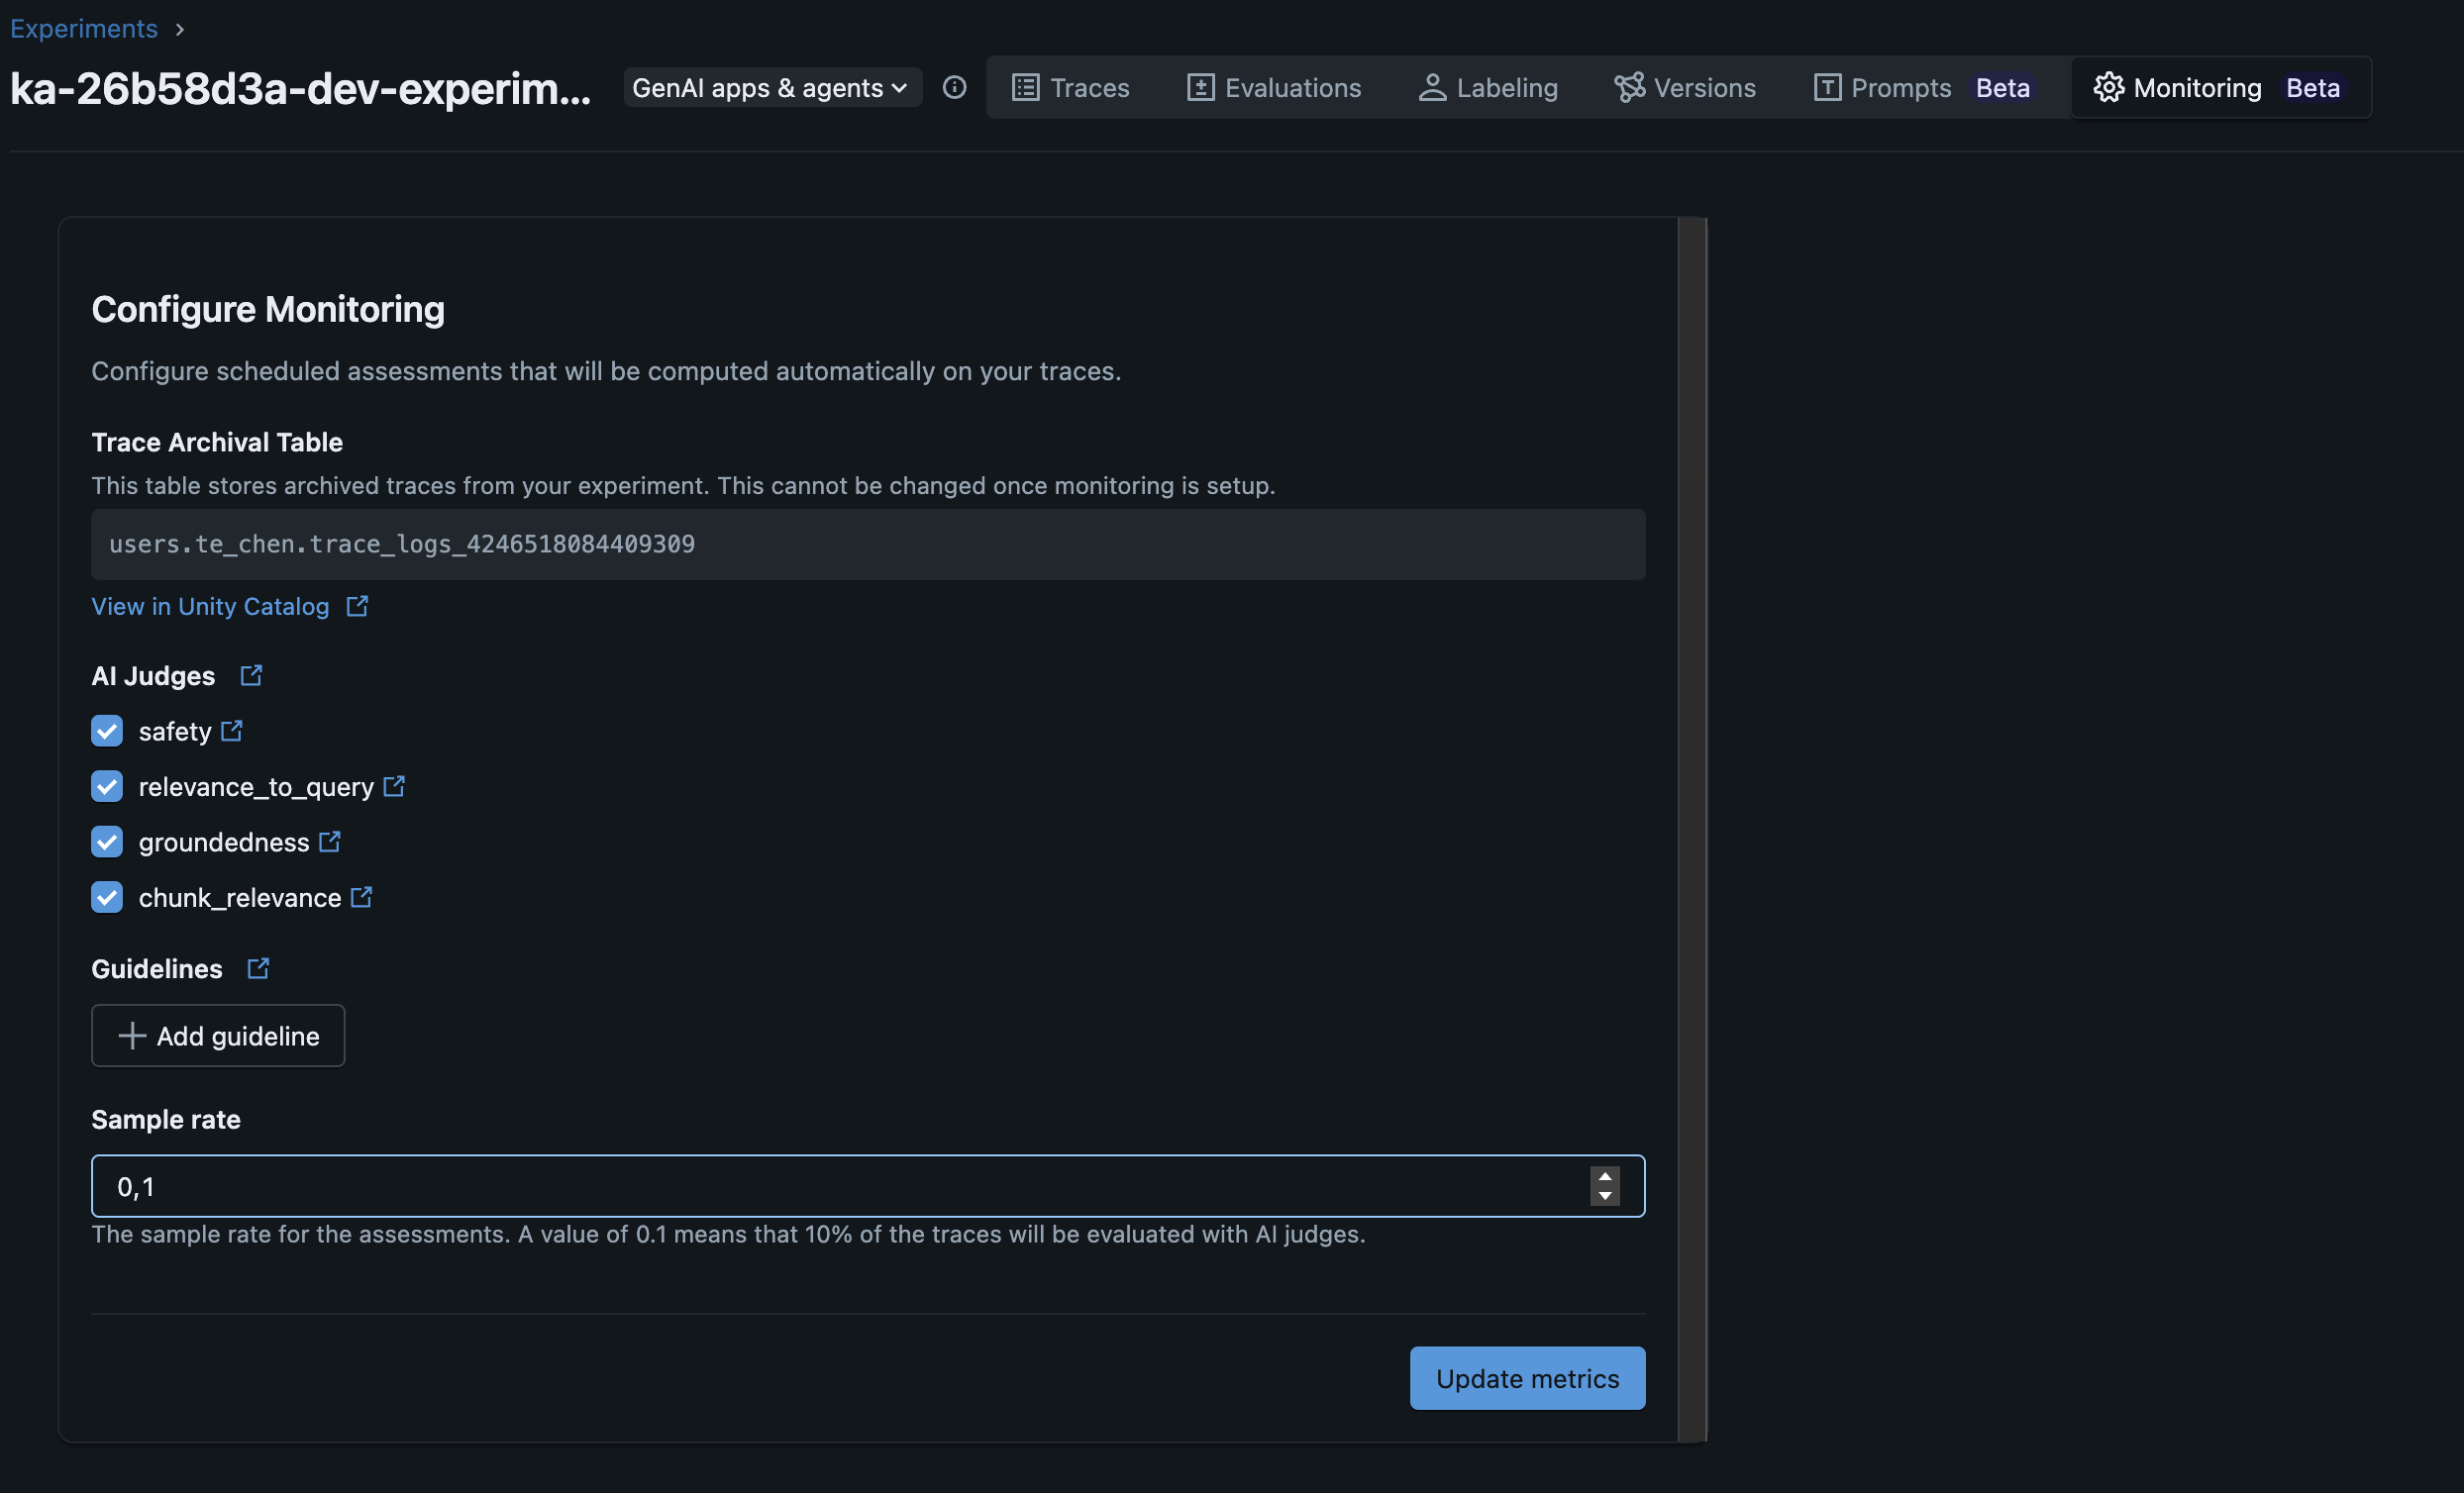 Experiments
ka-26b58d3a-dev-experim... GenAI apps & agents Traces Evaluations Labeling Versions Prompts Beta Monitoring Beta
Configure Monitoring
Configure scheduled assessments that will be computed automatically on your traces.
Trace Archival Table
This table stores archived traces from your experiment. This cannot be changed once monitoring is setup.
users.te_chen.trace_logs_4246518084409309
View in Unity Catalog
AI Judges
safety
relevance_to_query
groundedness
chunk_relevance
Guidelines
Add guideline
Sample rate
0,1
The sample rate for the assessments. A value of 0.1 means that 10% of the traces will be evaluated with AI judges.
Update metrics